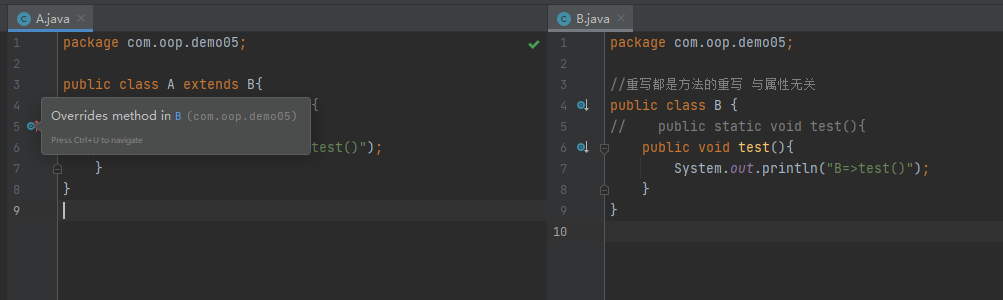 A.java
1 package com.oop.demo05;
2
3 public class A extends B{
4 {
Overrides method in B (com.oop.demo05)
5
Press Ctrl+U to navigate
6 test()");
7 }
8 }
9
B.java
1 package com.oop.demo05;
2
3 //重写都是方法的重写 与属性无关
4 public class B {
5 // public static void test(){
6 public void test(){
7 System.out.println("B=>test()");
8 }
9 }
10